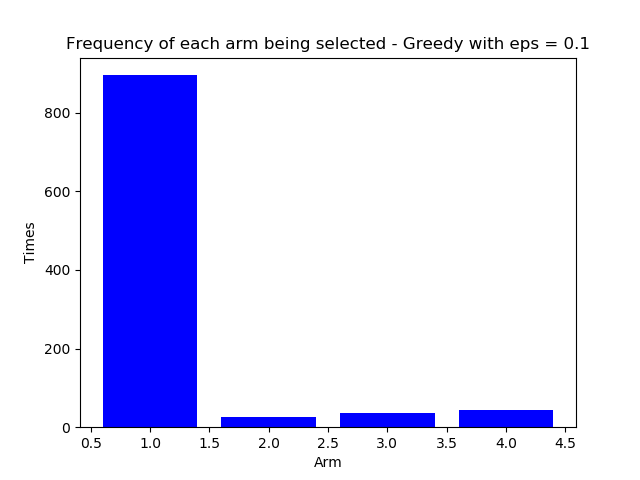 Frequency of each arm being selected - Greedy with eps = 0.1
800
600
400
200
0
Times
0.5 1.0 1.5 2.0 2.5 3.0 3.5 4.0 4.5
Arm